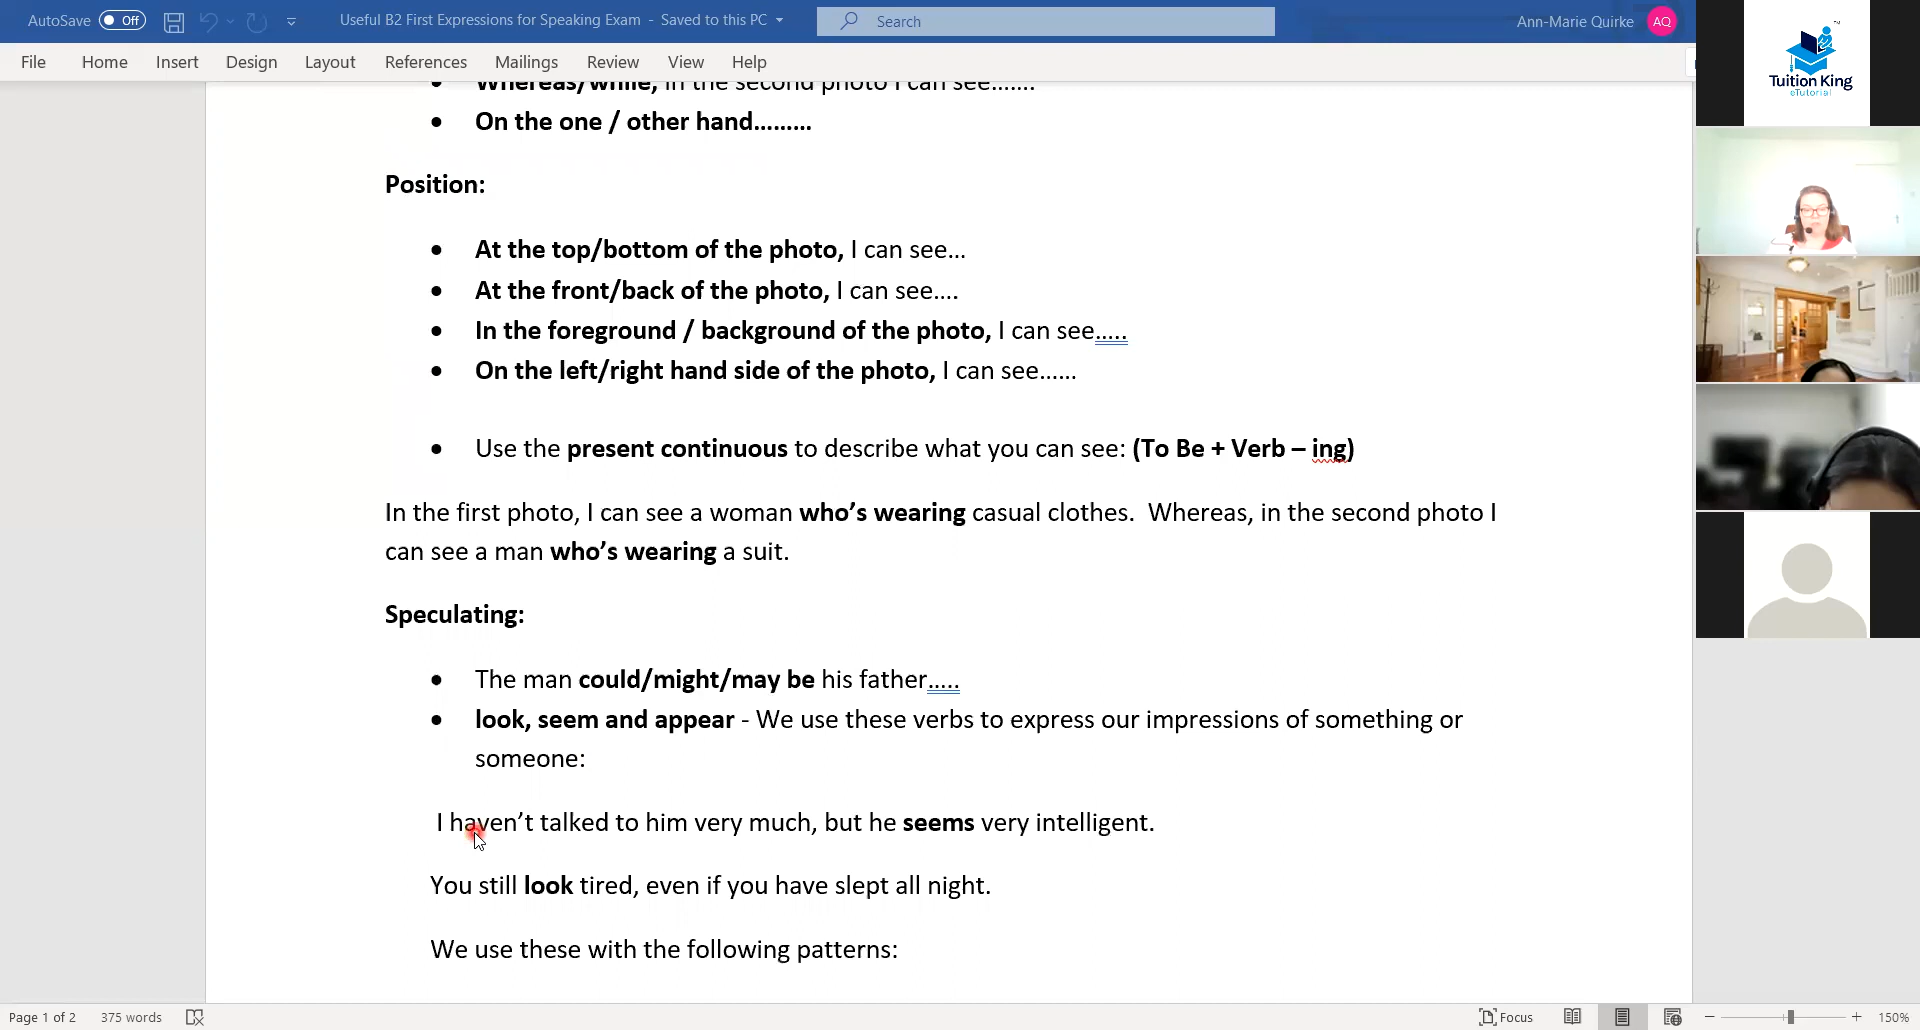 AutoSave Off Useful B2 First Expressions for Speaking Exam - Saved to this PC Search Ann-Marie Quirke AQ
File Home Insert Design Layout References Mailings Review View Help
Tuition King
eTutorial
• Whereas/while, in the second photo I can see…….
• On the one / other hand………
Position:
• At the top/bottom of the photo, I can see…
• At the front/back of the photo, I can see….
• In the foreground / background of the photo, I can see…..
• On the left/right hand side of the photo, I can see……
• Use the present continuous to describe what you can see: (To Be + Verb – ing)
In the first photo, I can see a woman who's wearing casual clothes.  Whereas, in the second photo I
can see a man who's wearing a suit.
Speculating:
• The man could/might/may be his father…..
• look, seem and appear - We use these verbs to express our impressions of something or
someone:
I haven't talked to him very much, but he seems very intelligent.
You still look tired, even if you have slept all night.
We use these with the following patterns:
Page 1 of 2 375 words Focus 150%